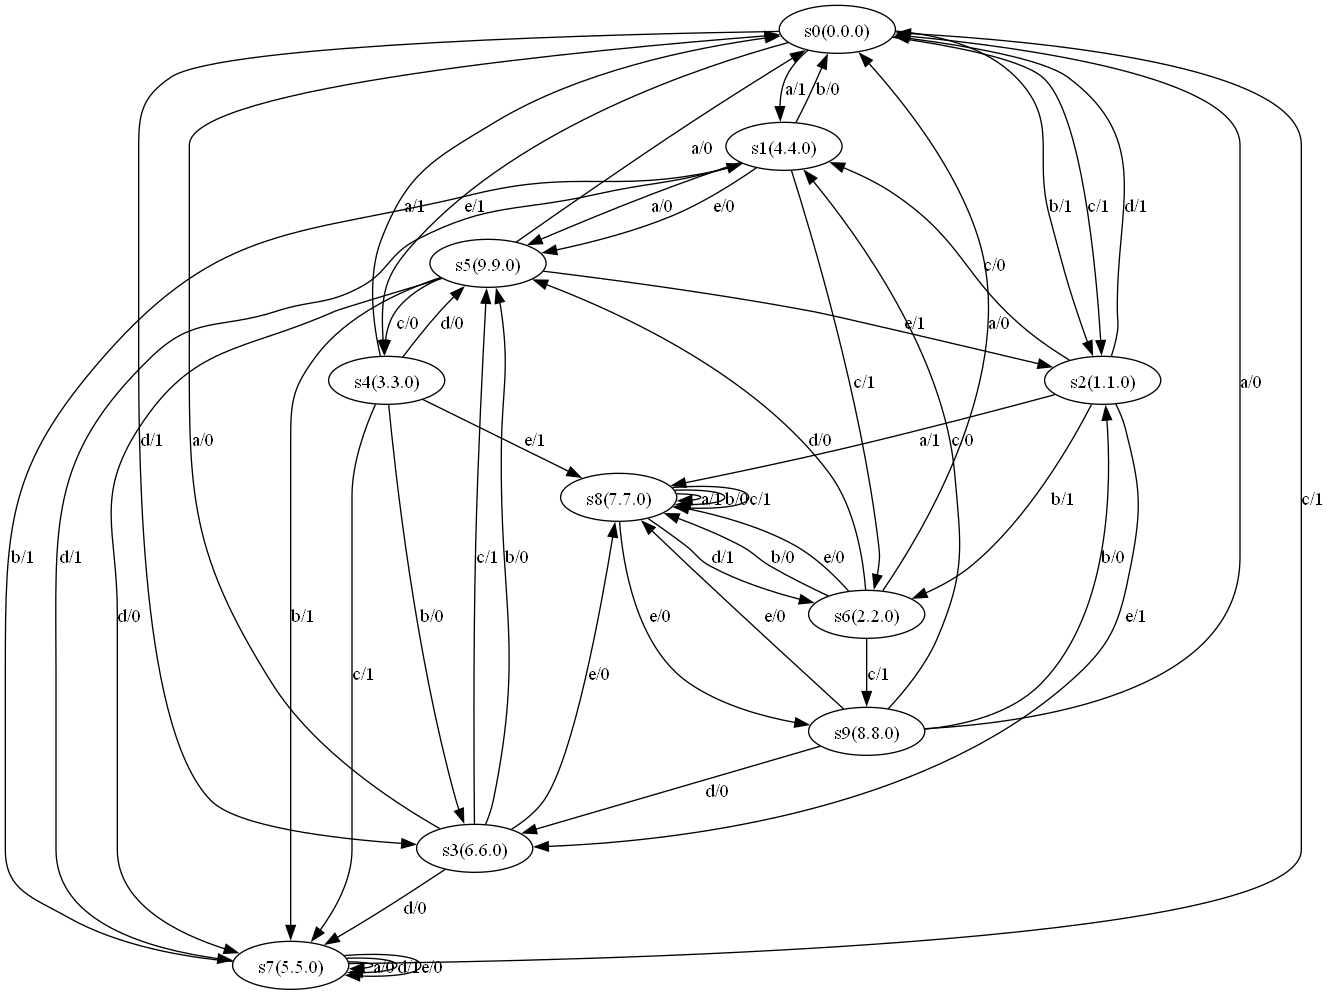 s0(0.0.0)
a/1
b/0
s1(4.4.0)
a/0
a/1
e/1
a/0
e/0
b/1
c/1
d/1
s5(9.9.0)
c/0
c/0
d/0
e/1
a/0
s4(3.3.0)
c/1
s2(1.1.0)
a/0
d/1
a/0
e/1
d/0
a/1
c/0
s8(7.7.0)
a/1
b/0
c/1
b/1
c/1
b/1
d/1
c/1
b/0
d/1
b/0
e/0
b/0
s6(2.2.0)
d/0
b/1
b/0
e/0
e/0
e/1
c/1
e/0
c/1
s9(8.8.0)
d/0
s3(6.6.0)
d/0
s7(5.5.0)
a/0
d/1
e/0